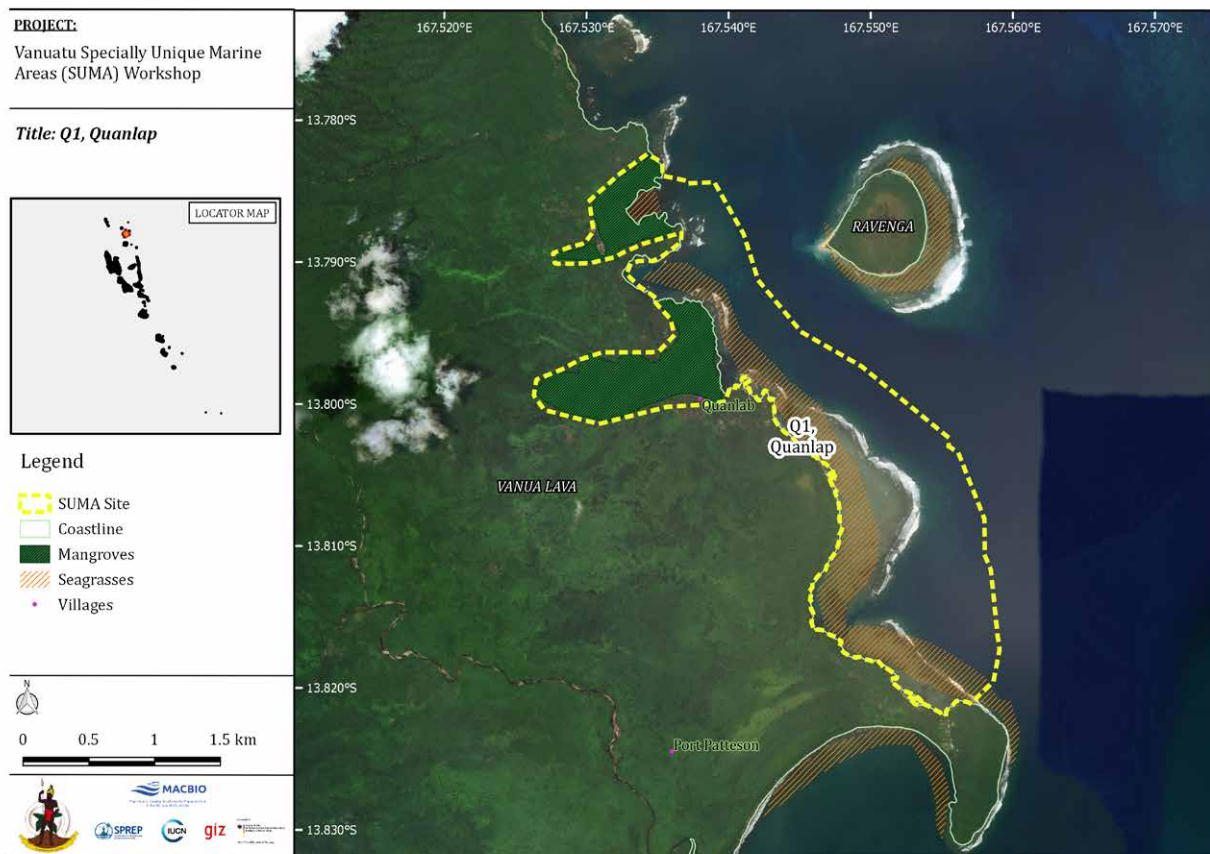 PROJECT:
Vanuatu Specially Unique Marine
Areas (SUMA) Workshop
Title: Q1, Quanlap
LOCATOR MAP
Legend
SUMA Site
Coastline
Mangroves
Seagrasses
Villages
N
0 0.5 1 1.5 km
MACBIO
SPREP
IUCN
giz
167.520°E 167.530°E 167.540°E 167.550°E 167.560°E 167.570°E
13.780°S
13.790°S
13.800°S
13.810°S
13.820°S
13.830°S
RAVENGA
Quanlab
Q1,
Quanlap
VANUA LAVA
Port Patteson